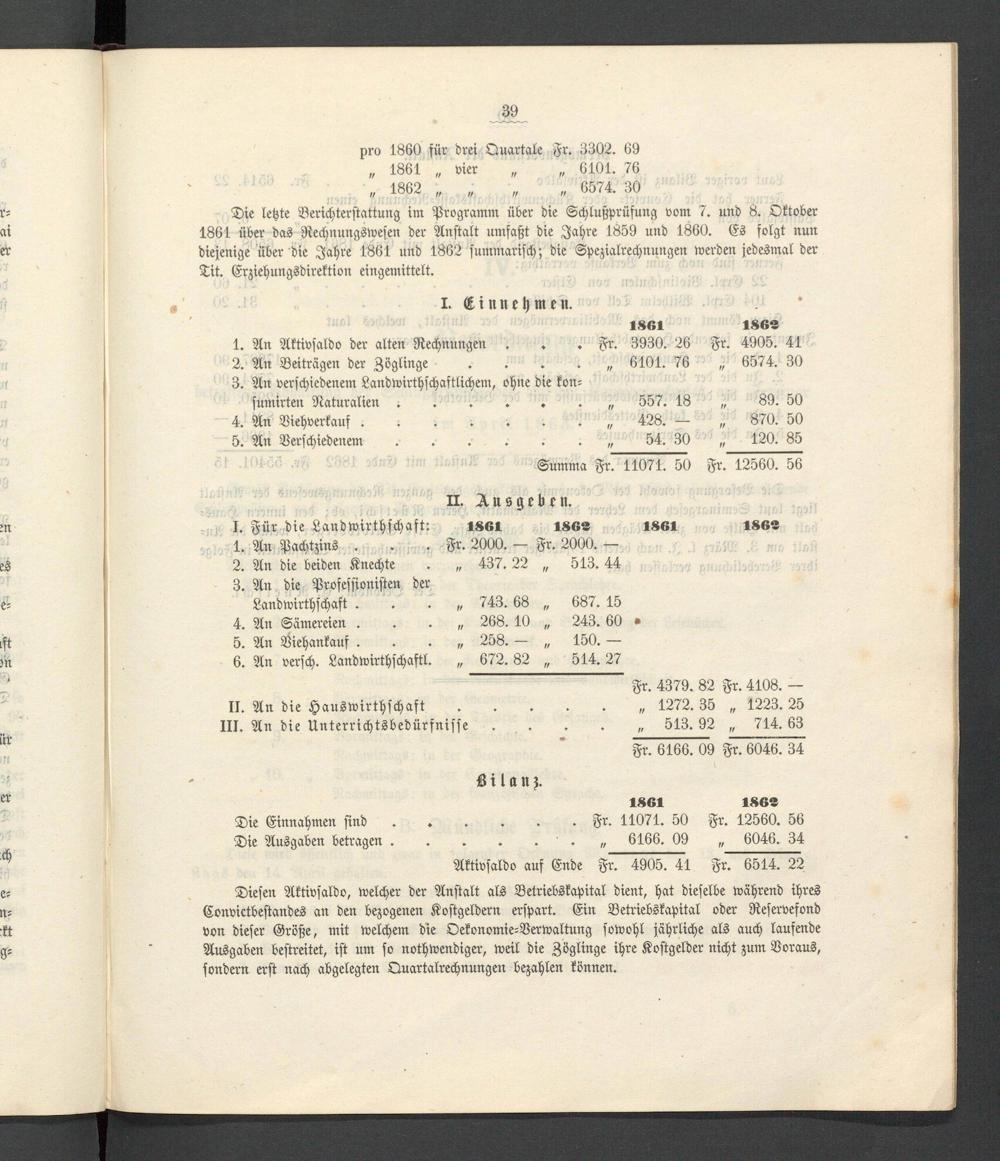 39
pro 1860 für drei Quartale Fr. 3302. 69
„ 1861 „ vier „ „ 6101. 76
„ 1862 „ „ „ „ 6574. 30
Die letzte Berichterstattung im Programm über die Schlußprüfung vom 7. und 8. Oktober
1861 über das Rechnungswesen der Anstalt umfaßt die Jahre 1859 und 1860. Es folgt nun
diejenige über die Jahre 1861 und 1862 summarisch; die Spezialrechnungen werden jedesmal der
Tit. Erziehungsdirektion eingemittelt.
I. Einnehmen.
1861 1862
1. An Aktivsaldo der alten Rechnungen . . . Fr. 3930. 26 Fr. 4905. 41
2. An Beiträgen der Zöglinge . . . . „ 6101. 76 „ 6574. 30
3. An verschiedenem Landwirthschaftlichem, ohne die kon-
sumirten Naturalien . . . . . . „ 557. 18 „ 89. 50
4. An Viehverkauf . . . . . . . „ 428. — „ 870. 50
5. An Verschiedenem . . . . . . „ 54. 30 „ 120. 85
Summa Fr. 11071. 50 Fr. 12560. 56
II. Ausgeben.
I. Für die Landwirthschaft: 1861 1862 1861 1862
1. An Pachtzins . . . Fr. 2000. — Fr. 2000. —
2. An die beiden Knechte . „ 437. 22 „ 513. 44
3. An die Professionisten der
Landwirthschaft . . . „ 743. 68 „ 687. 15
4. An Sämereien . . . „ 268. 10 „ 243. 60
5. An Viehankauf . . . „ 258. — „ 150. —
6. An versch. Landwirthschaftl. „ 672. 82 „ 514. 27
Fr. 4379. 82 Fr. 4108. —
II. An die Hauswirthschaft . . . . . „ 1272. 35 „ 1223. 25
III. An die Unterrichtsbedürfnisse . . . . „ 513. 92 „ 714. 63
Fr. 6166. 09 Fr. 6046. 34
Bilanz.
1861 1862
Die Einnahmen sind . . . . . . Fr. 11071. 50 Fr. 12560. 56
Die Ausgaben betragen . . . . . . „ 6166. 09 „ 6046. 34
Aktivsaldo auf Ende Fr. 4905. 41 Fr. 6514. 22
Diesen Aktivsaldo, welcher der Anstalt als Betriebskapital dient, hat dieselbe während ihres
Convictbestandes an den bezogenen Kostgeldern erspart. Ein Betriebskapital oder Reservefond
von dieser Größe, mit welchem die Oekonomie-Verwaltung sowohl jährliche als auch laufende
Ausgaben bestreitet, ist um so nothwendiger, weil die Zöglinge ihre Kostgelder nicht zum Voraus,
sondern erst nach abgelegten Quartalrechnungen bezahlen können.